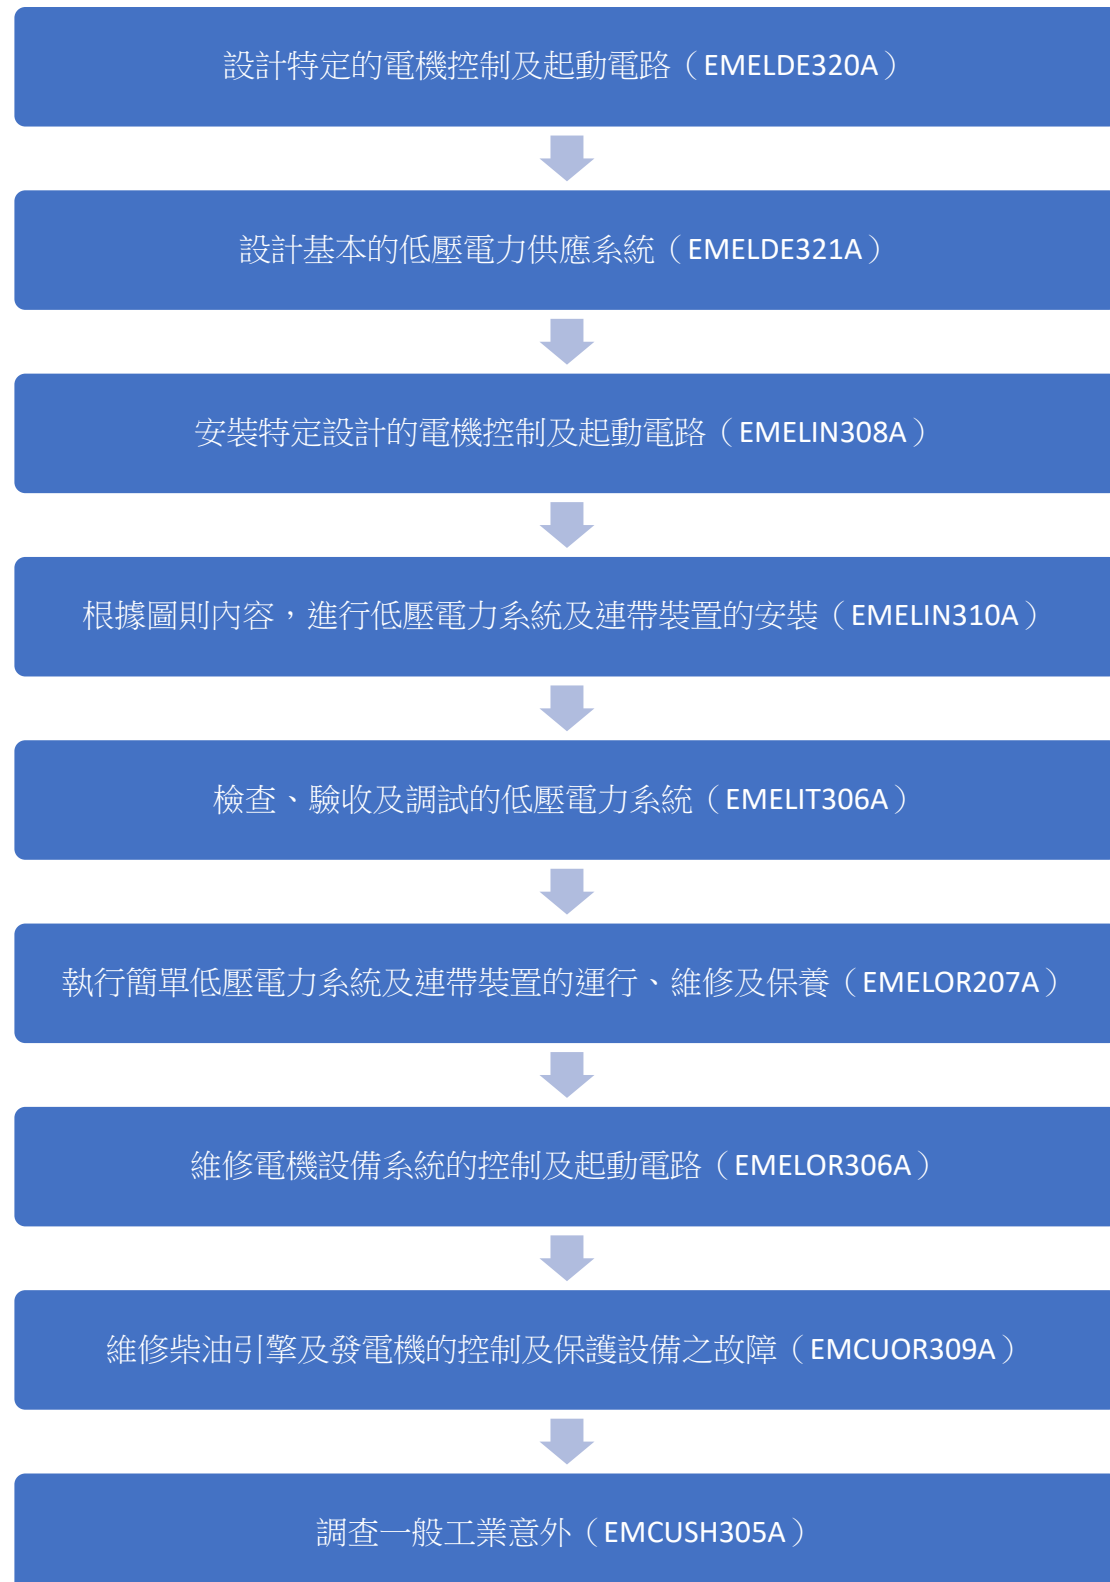 設計特定的電機控制及起動電路（EMELDE320A）
設計基本的低壓電力供應系統（EMELDE321A）
安裝特定設計的電機控制及起動電路（EMELIN308A）
根據圖則內容，進行低壓電力系統及連帶裝置的安裝（EMELIN310A）
檢查、驗收及調試的低壓電力系統（EMELIT306A）
執行簡單低壓電力系統及連帶裝置的運行、維修及保養（EMELOR207A）
維修電機設備系統的控制及起動電路（EMELOR306A）
維修柴油引擎及發電機的控制及保護設備之故障（EMCUOR309A）
調查一般工業意外（EMCUSH305A）